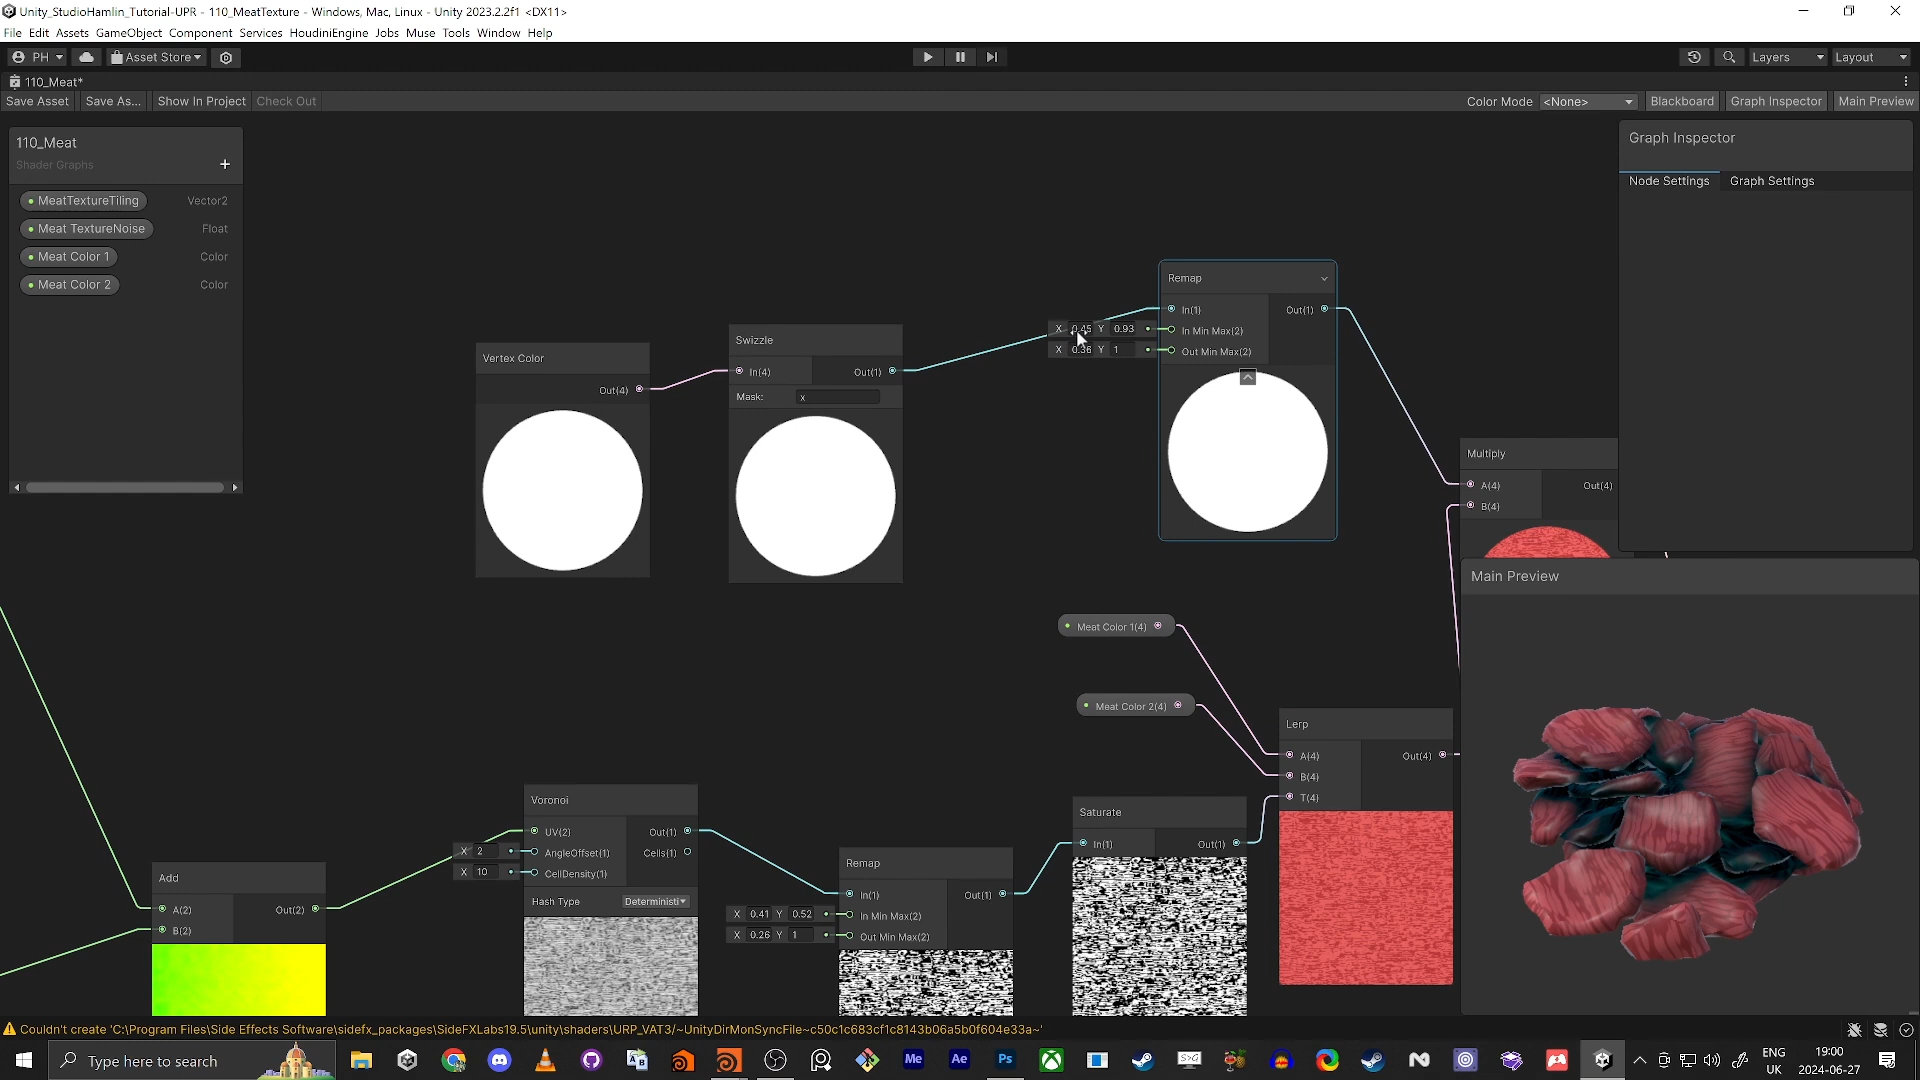 Unity_StudioHamlin_Tutorial-UPR - 110_MeatTexture - Windows, Mac, Linux - Unity 2023.2.2f1 <DX11>
File Edit Assets GameObject Component Services HoudiniEngine Jobs Muse Tools Window Help
PH Asset Store Layers Layout
110_Meat*
Save Asset Save As... Show In Project Check Out Color Mode <None> Blackboard Graph Inspector Main Preview
110_Meat
Shader Graphs
+
MeatTextureTiling Vector2
Meat TextureNoise Float
Meat Color 1 Color
Meat Color 2 Color
Graph Inspector
Node Settings Graph Settings
Vertex Color
Out(4)
Swizzle
In(4) Out(1)
Mask: x
Remap
In(1) Out(1)
X 0.45 Y 0.93 In Min Max(2)
X 0.36 Y 1 Out Min Max(2)
Multiply
A(4) Out(4)
B(4)
Main Preview
Meat Color 1(4)
Meat Color 2(4)
Lerp
A(4) Out(4)
B(4)
T(4)
Voronoi
UV(2) Out(1)
X 2 AngleOffset(1) Cells(1)
X 10 CellDensity(1)
Hash Type Deterministi
Saturate
In(1) Out(1)
Add
A(2) Out(2)
B(2)
Remap
In(1) Out(1)
X 0.41 Y 0.52 In Min Max(2)
X 0.26 Y 1 Out Min Max(2)
Couldn't create 'C:\Program Files\Side Effects Software\sidefx_packages\SideFXLabs19.5\unity\shaders\URP_VAT3/~UnityDirMonSyncFile~c50c1c683cf1c8143b06a5b0f604e33a~'
Type here to search
Me Ae Ps
ENG
UK
19:00
2024-06-27